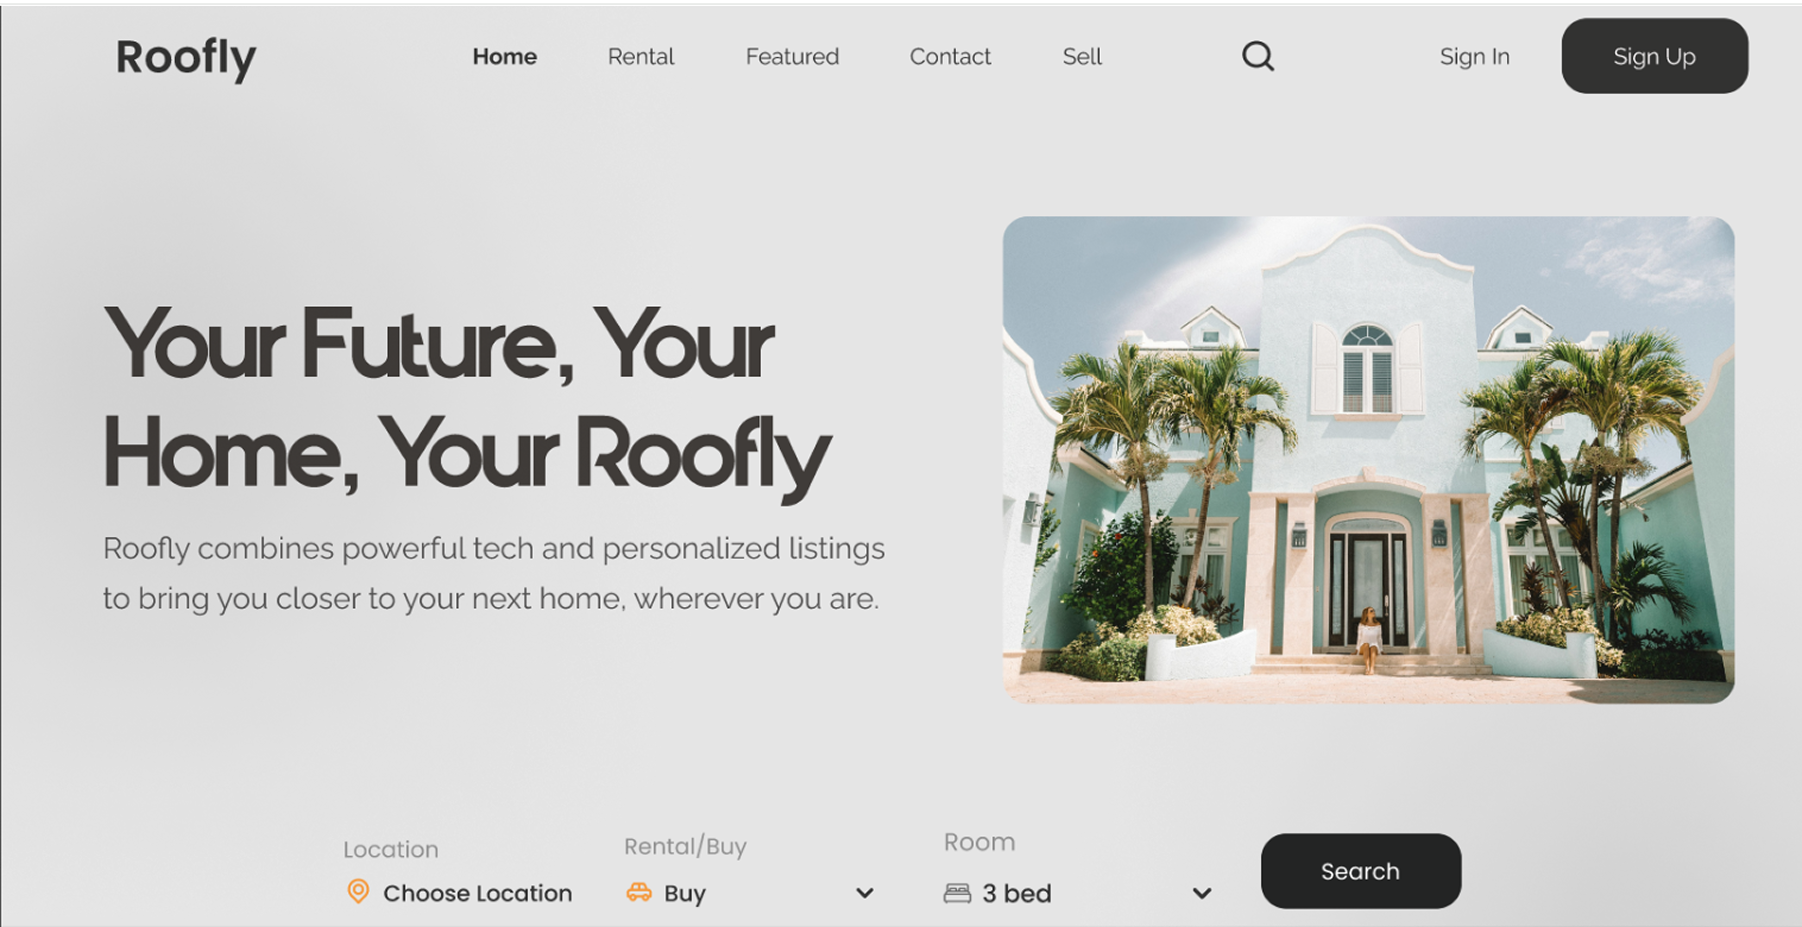 Roofly
Home Rental Featured Contact Sell
Sign In Sign Up
Your Future, Your
Home, Your Roofly
Roofly combines powerful tech and personalized listings
to bring you closer to your next home, wherever you are.
Location
Choose Location
Rental/Buy
Buy
Room
3 bed
Search